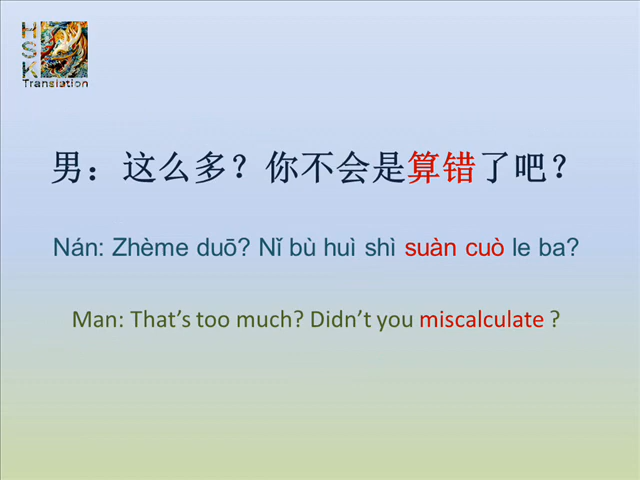 HSK
Translation
男：这么多？你不会是算错了吧？
Nán: Zhème duō? Nǐ bù huì shì suàn cuò le ba?
Man: That’s too much? Didn’t you miscalculate ?